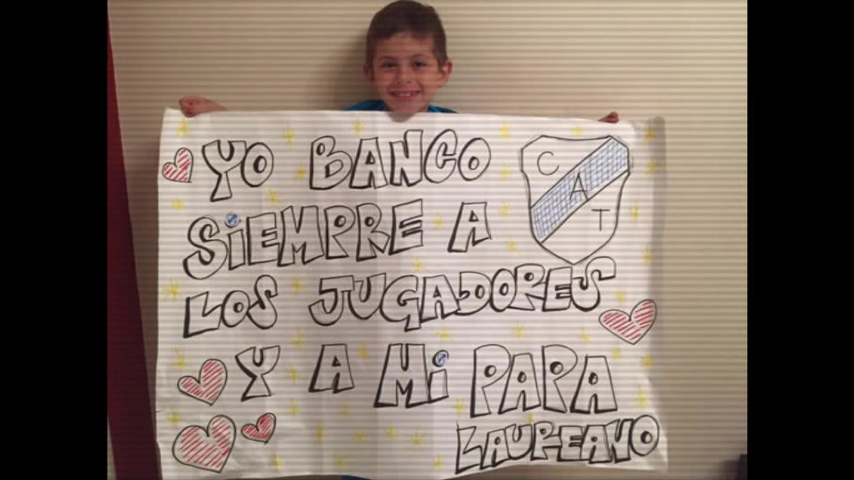 YO BANCO
SiEMPRE A
LOS JUGADORES
Y A Mi PAPA
LAUREANO
C
A
T